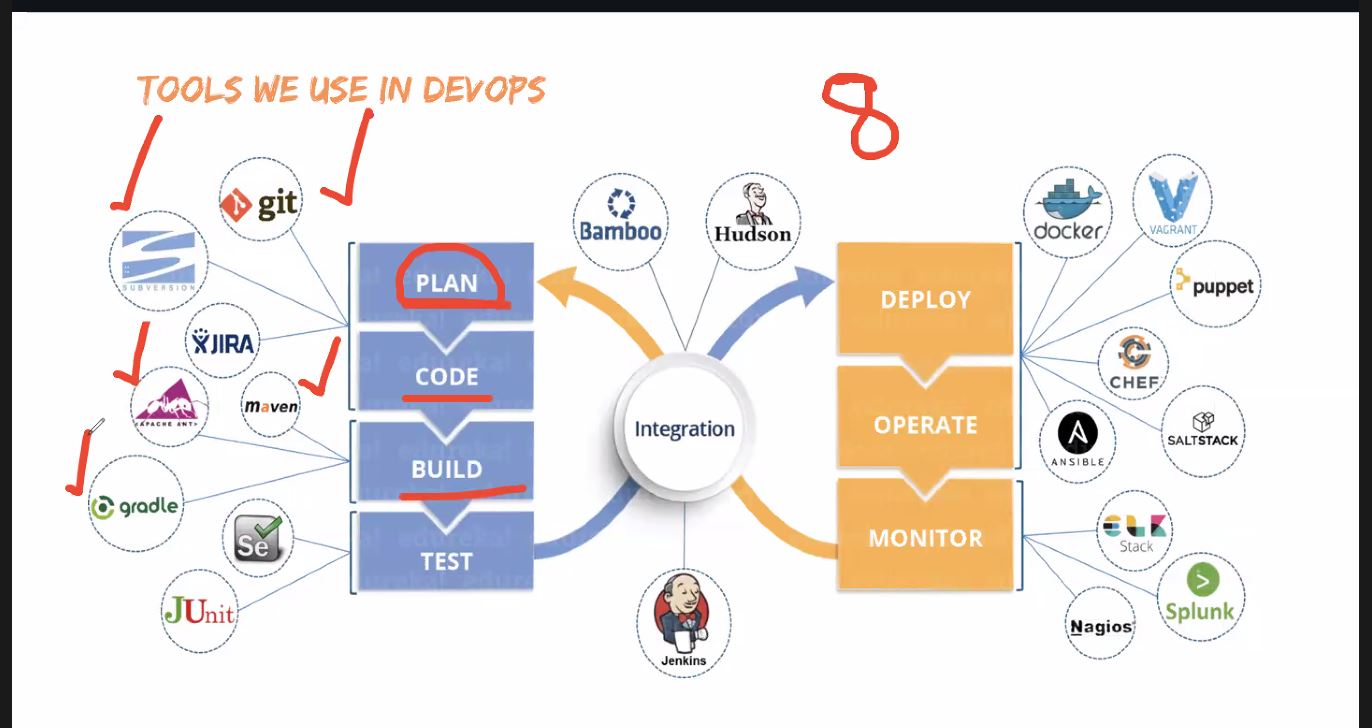 TOOLS WE USE IN DEVOPS
8
git
SUBVERSION
JIRA
APACHE ANT
maven
gradle
Se
JUnit
PLAN
CODE
BUILD
TEST
Bamboo
Hudson
Integration
Jenkins
DEPLOY
OPERATE
MONITOR
docker
VAGRANT
puppet
CHEF
SALTSTACK
A
ANSIBLE
ELK
Stack
>
Splunk
Nagios